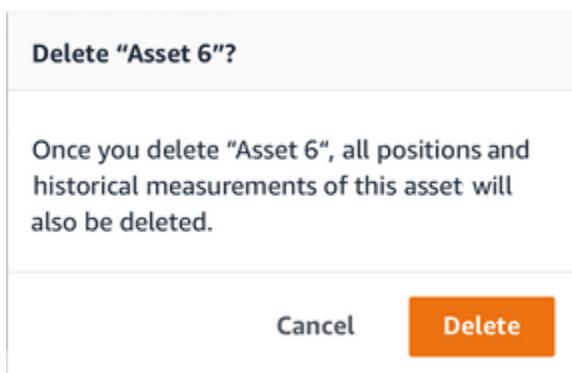 Delete “Asset 6”?
Once you delete “Asset 6“, all positions and
historical measurements of this asset will
also be deleted.
Cancel
Delete